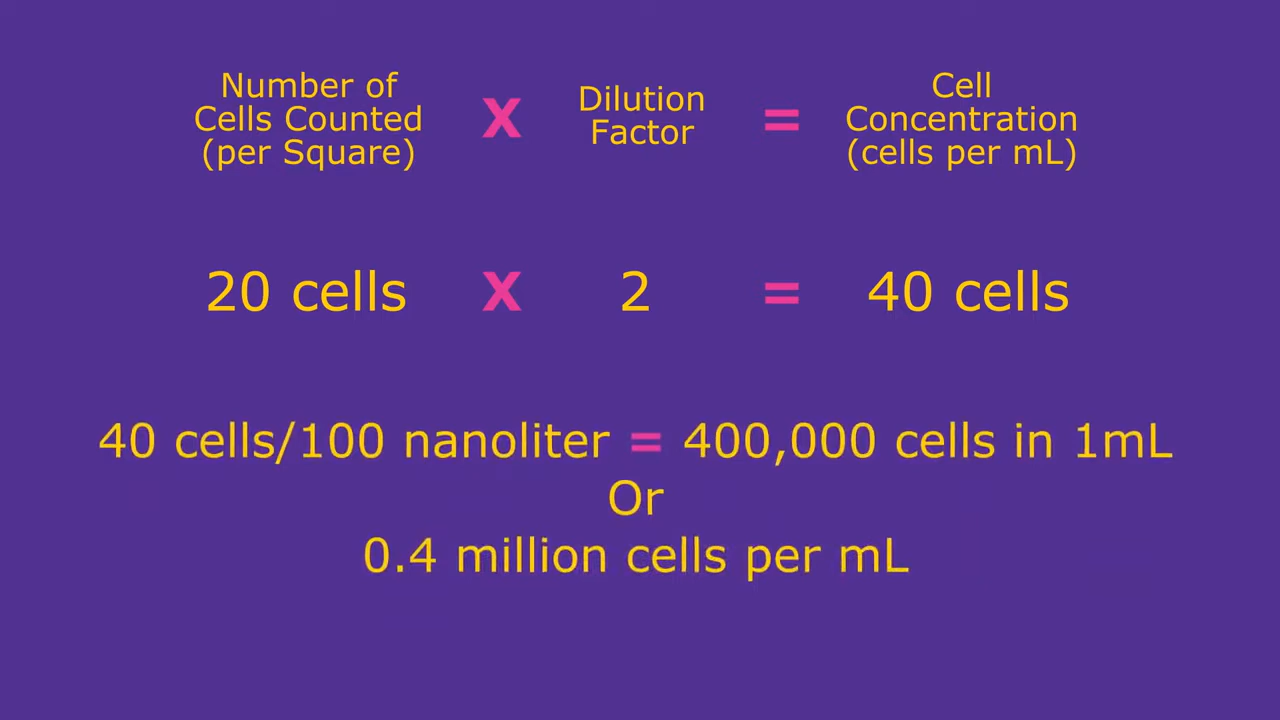 Number of
Cells Counted
(per Square)
X
Dilution
Factor
=
Cell
Concentration
(cells per mL)
20 cells X 2 = 40 cells
40 cells/100 nanoliter = 400,000 cells in 1mL
Or
0.4 million cells per mL